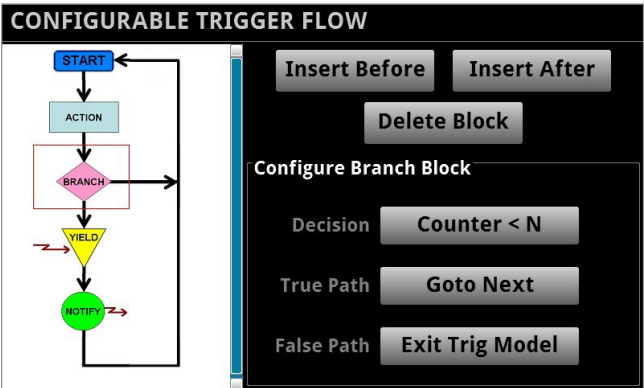 CONFIGURABLE TRIGGER FLOW
START
ACTION
BRANCH
YIELD
NOTIFY
Insert Before
Insert After
Delete Block
Configure Branch Block
Decision
Counter < N
True Path
Goto Next
False Path
Exit Trig Model